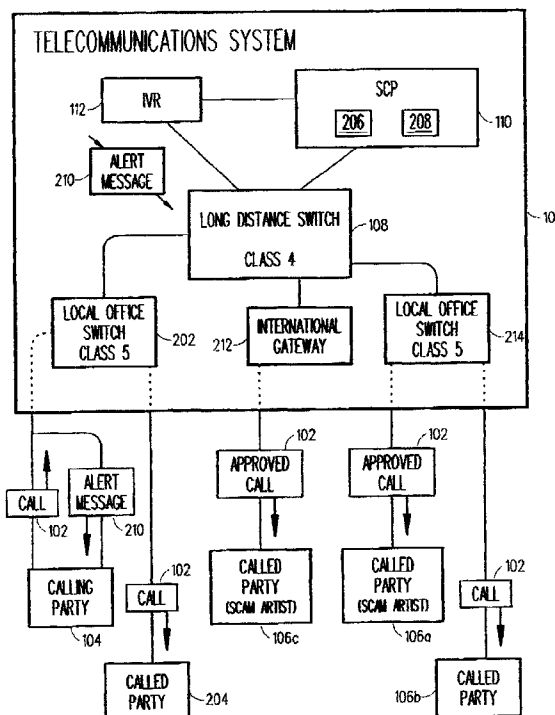 TELECOMMUNICATIONS SYSTEM
IVR
112
SCP
206
208
110
ALERT
MESSAGE
210
LONG DISTANCE SWITCH
CLASS 4
108
10
LOCAL OFFICE
SWITCH
CLASS 5
202
INTERNATIONAL
GATEWAY
212
LOCAL OFFICE
SWITCH
CLASS 5
214
CALL
102
ALERT
MESSAGE
210
CALLING
PARTY
104
102
CALL
CALLED
PARTY
204
102
APPROVED
CALL
CALLED
PARTY
(SCAM ARTIST)
106c
102
APPROVED
CALL
CALLED
PARTY
(SCAM ARTIST)
106a
102
CALL
CALLED
PARTY
106b